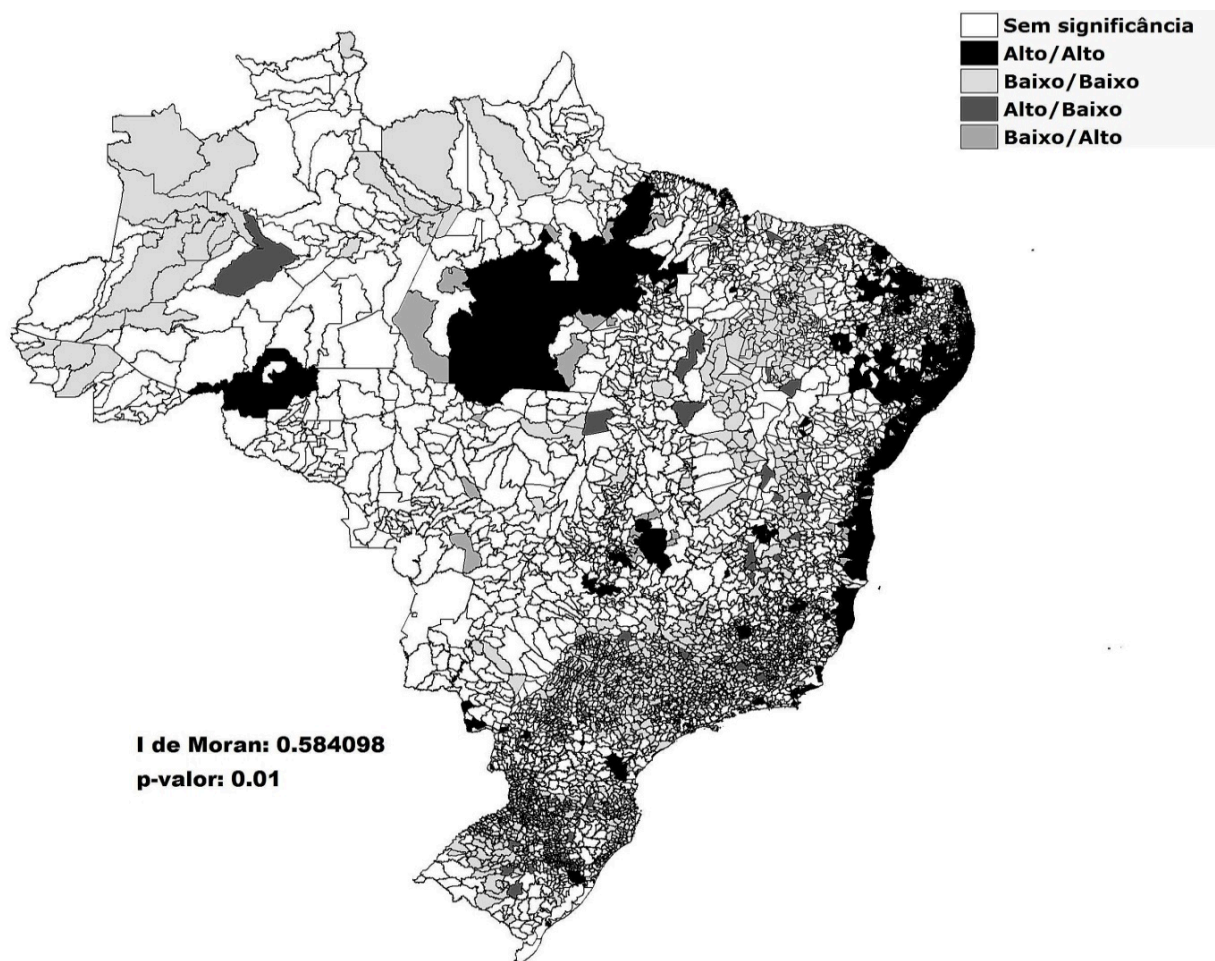 Sem significância
Alto/Alto
Baixo/Baixo
Alto/Baixo
Baixo/Alto
I de Moran: 0.584098
p-valor: 0.01